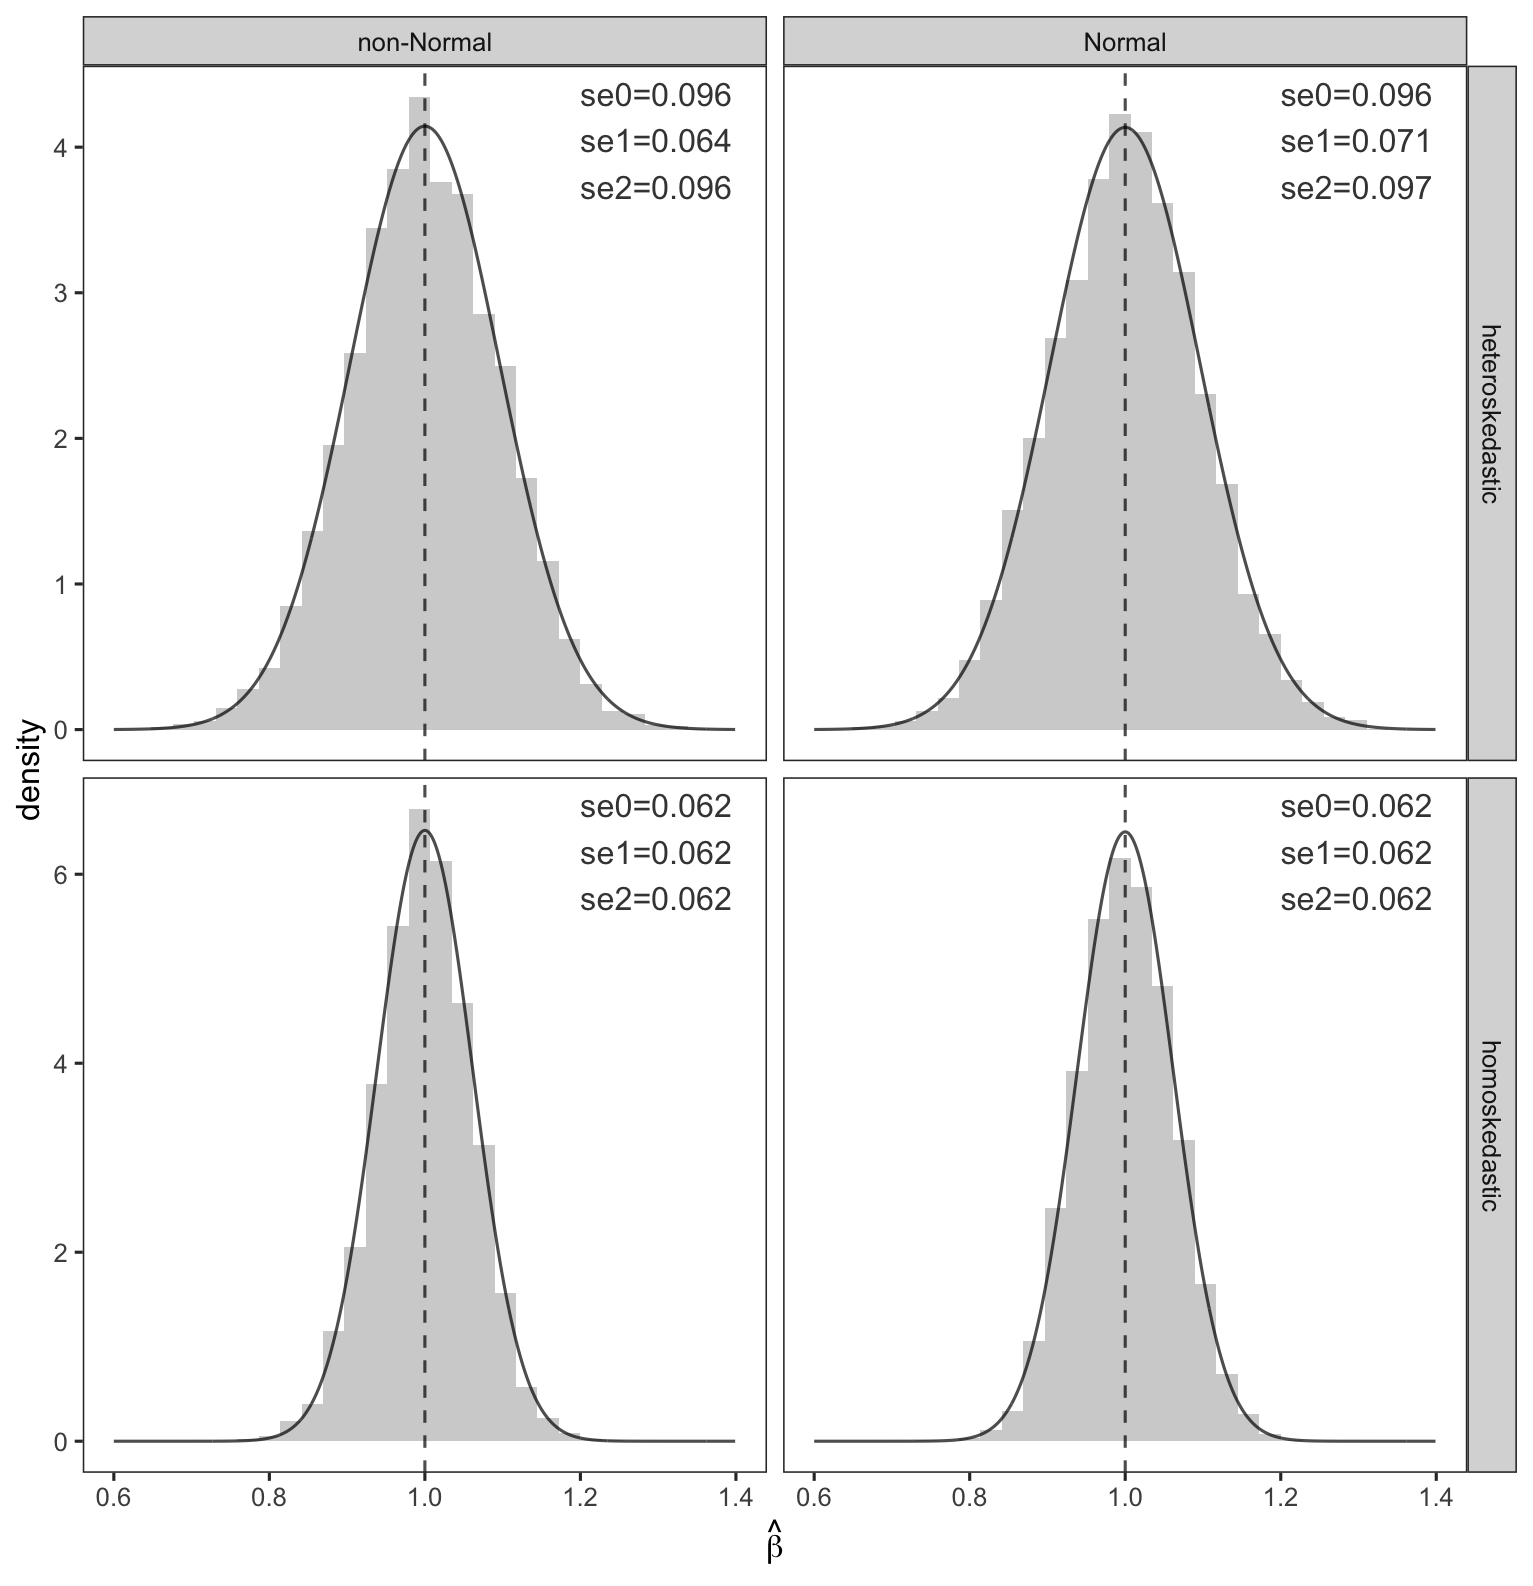 non-Normal
Normal
se0=0.096
se1=0.064
se2=0.096
se0=0.096
se1=0.071
se2=0.097
heteroskedastic
4
3
2
1
0
density
se0=0.062
se1=0.062
se2=0.062
se0=0.062
se1=0.062
se2=0.062
homoskedastic
6
4
2
0
0.6 0.8 1.0 1.2 1.4
0.6 0.8 1.0 1.2 1.4
β̂